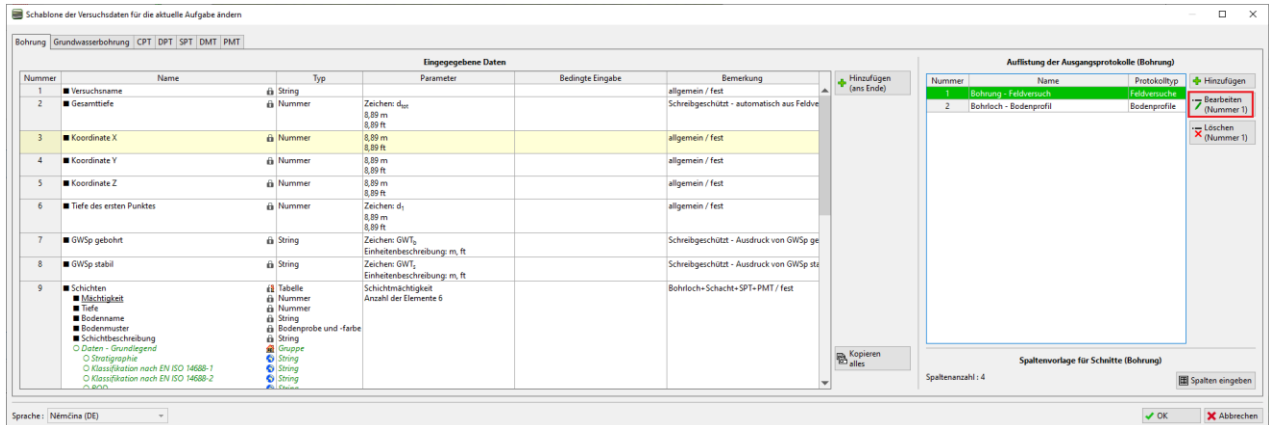 Schablone der Versuchsdaten für die aktuelle Aufgabe ändern
Bohrung Grundwasserbohrung CPT DPT SPT DMT PMT
Eingegegebene Daten
Nummer Name Typ Parameter Bedingte Eingabe Bemerkung
1 Versuchsname String allgemein / fest
2 Gesamttiefe Nummer Zeichen: dtot Schreibgeschützt - automatisch aus Feldve
8,89 m
8,89 ft
3 Koordinate X Nummer 8,89 m allgemein / fest
8,89 ft
4 Koordinate Y Nummer 8,89 m allgemein / fest
8,89 ft
5 Koordinate Z Nummer 8,89 m allgemein / fest
8,89 ft
6 Tiefe des ersten Punktes Nummer Zeichen: d1 allgemein / fest
8,89 m
8,89 ft
7 GWSp gebohrt String Zeichen: GWTb Schreibgeschützt - Ausdruck von GWSp ge
Einheitenbeschreibung: m, ft
8 GWSp stabil String Zeichen: GWTs Schreibgeschützt - Ausdruck von GWSp sta
Einheitenbeschreibung: m, ft
9 Schichten Tabelle Schichtmächtigkeit Bohrloch+Schacht+SPT+PMT / fest
Mächtigkeit Nummer Anzahl der Elemente 6
Tiefe Nummer
Bodenname String
Bodenmuster Bodenprobe und -farbe
Schichtbeschreibung String
Daten - Grundlegend Gruppe
Stratigraphie String
Klassifikation nach EN ISO 14688-1 String
Klassifikation nach EN ISO 14688-2 String
RQD String
Hinzufügen
(ans Ende)
Kopieren
alles
Auflistung der Ausgangsprotokolle (Bohrung)
Nummer Name Protokolltyp
1 Bohrung - Feldversuch Feldversuche
2 Bohrloch - Bodenprofil Bodenprofile
Hinzufügen
Bearbeiten
(Nummer 1)
Löschen
(Nummer 1)
Spaltenvorlage für Schnitte (Bohrung)
Spaltenanzahl : 4
Spalten eingeben
Sprache : Němčina (DE)
OK Abbrechen